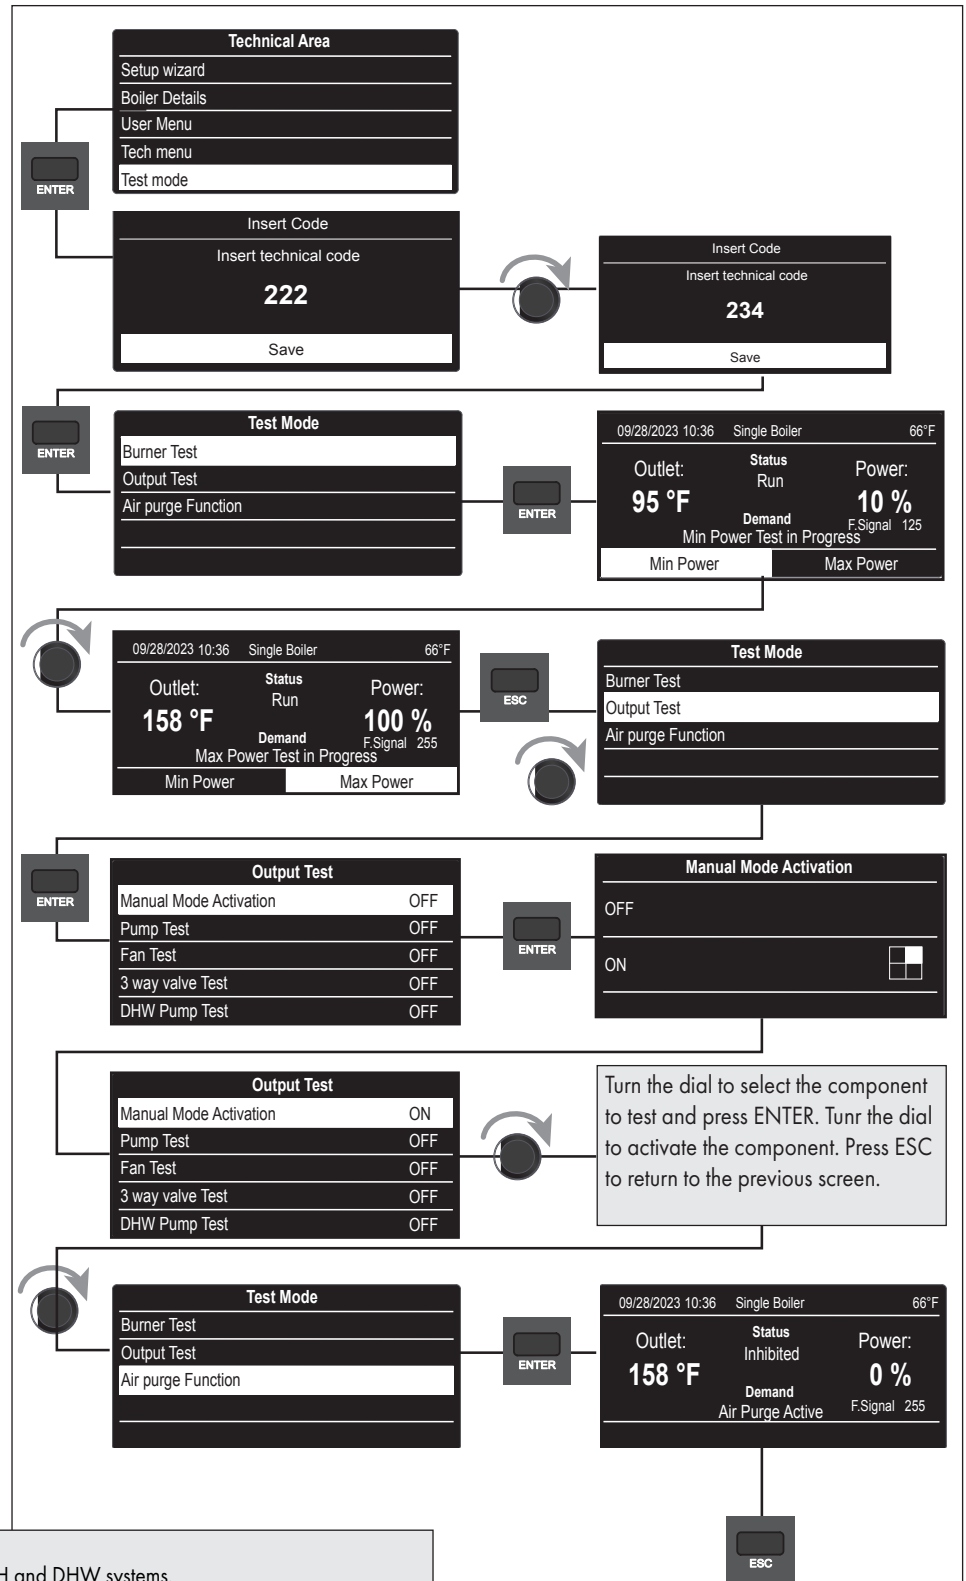 Technical Area
Setup wizard
Boiler Details
User Menu
Tech menu
Test mode
ENTER
Insert Code
Insert technical code
222
Save
Insert Code
Insert technical code
234
Save
ENTER
Test Mode
Burner Test
Output Test
Air purge Function
ENTER
09/28/2023 10:36 Single Boiler 66°F
Outlet: Status Power:
Run
95 °F 10 %
Demand F.Signal 125
Min Power Test in Progress
Min Power Max Power
09/28/2023 10:36 Single Boiler 66°F
Outlet: Status Power:
Run
158 °F 100 %
Demand F.Signal 255
Max Power Test in Progress
Min Power Max Power
ESC
Test Mode
Burner Test
Output Test
Air purge Function
ENTER
Output Test
Manual Mode Activation OFF
Pump Test OFF
Fan Test OFF
3 way valve Test OFF
DHW Pump Test OFF
ENTER
Manual Mode Activation
OFF
ON
Output Test
Manual Mode Activation ON
Pump Test OFF
Fan Test OFF
3 way valve Test OFF
DHW Pump Test OFF
Turn the dial to select the component
to test and press ENTER. Tunr the dial
to activate the component. Press ESC
to return to the previous screen.
Test Mode
Burner Test
Output Test
Air purge Function
ENTER
09/28/2023 10:36 Single Boiler 66°F
Outlet: Status Power:
Inhibited
158 °F 0 %
Demand F.Signal 255
Air Purge Active
ESC
and DHW systems